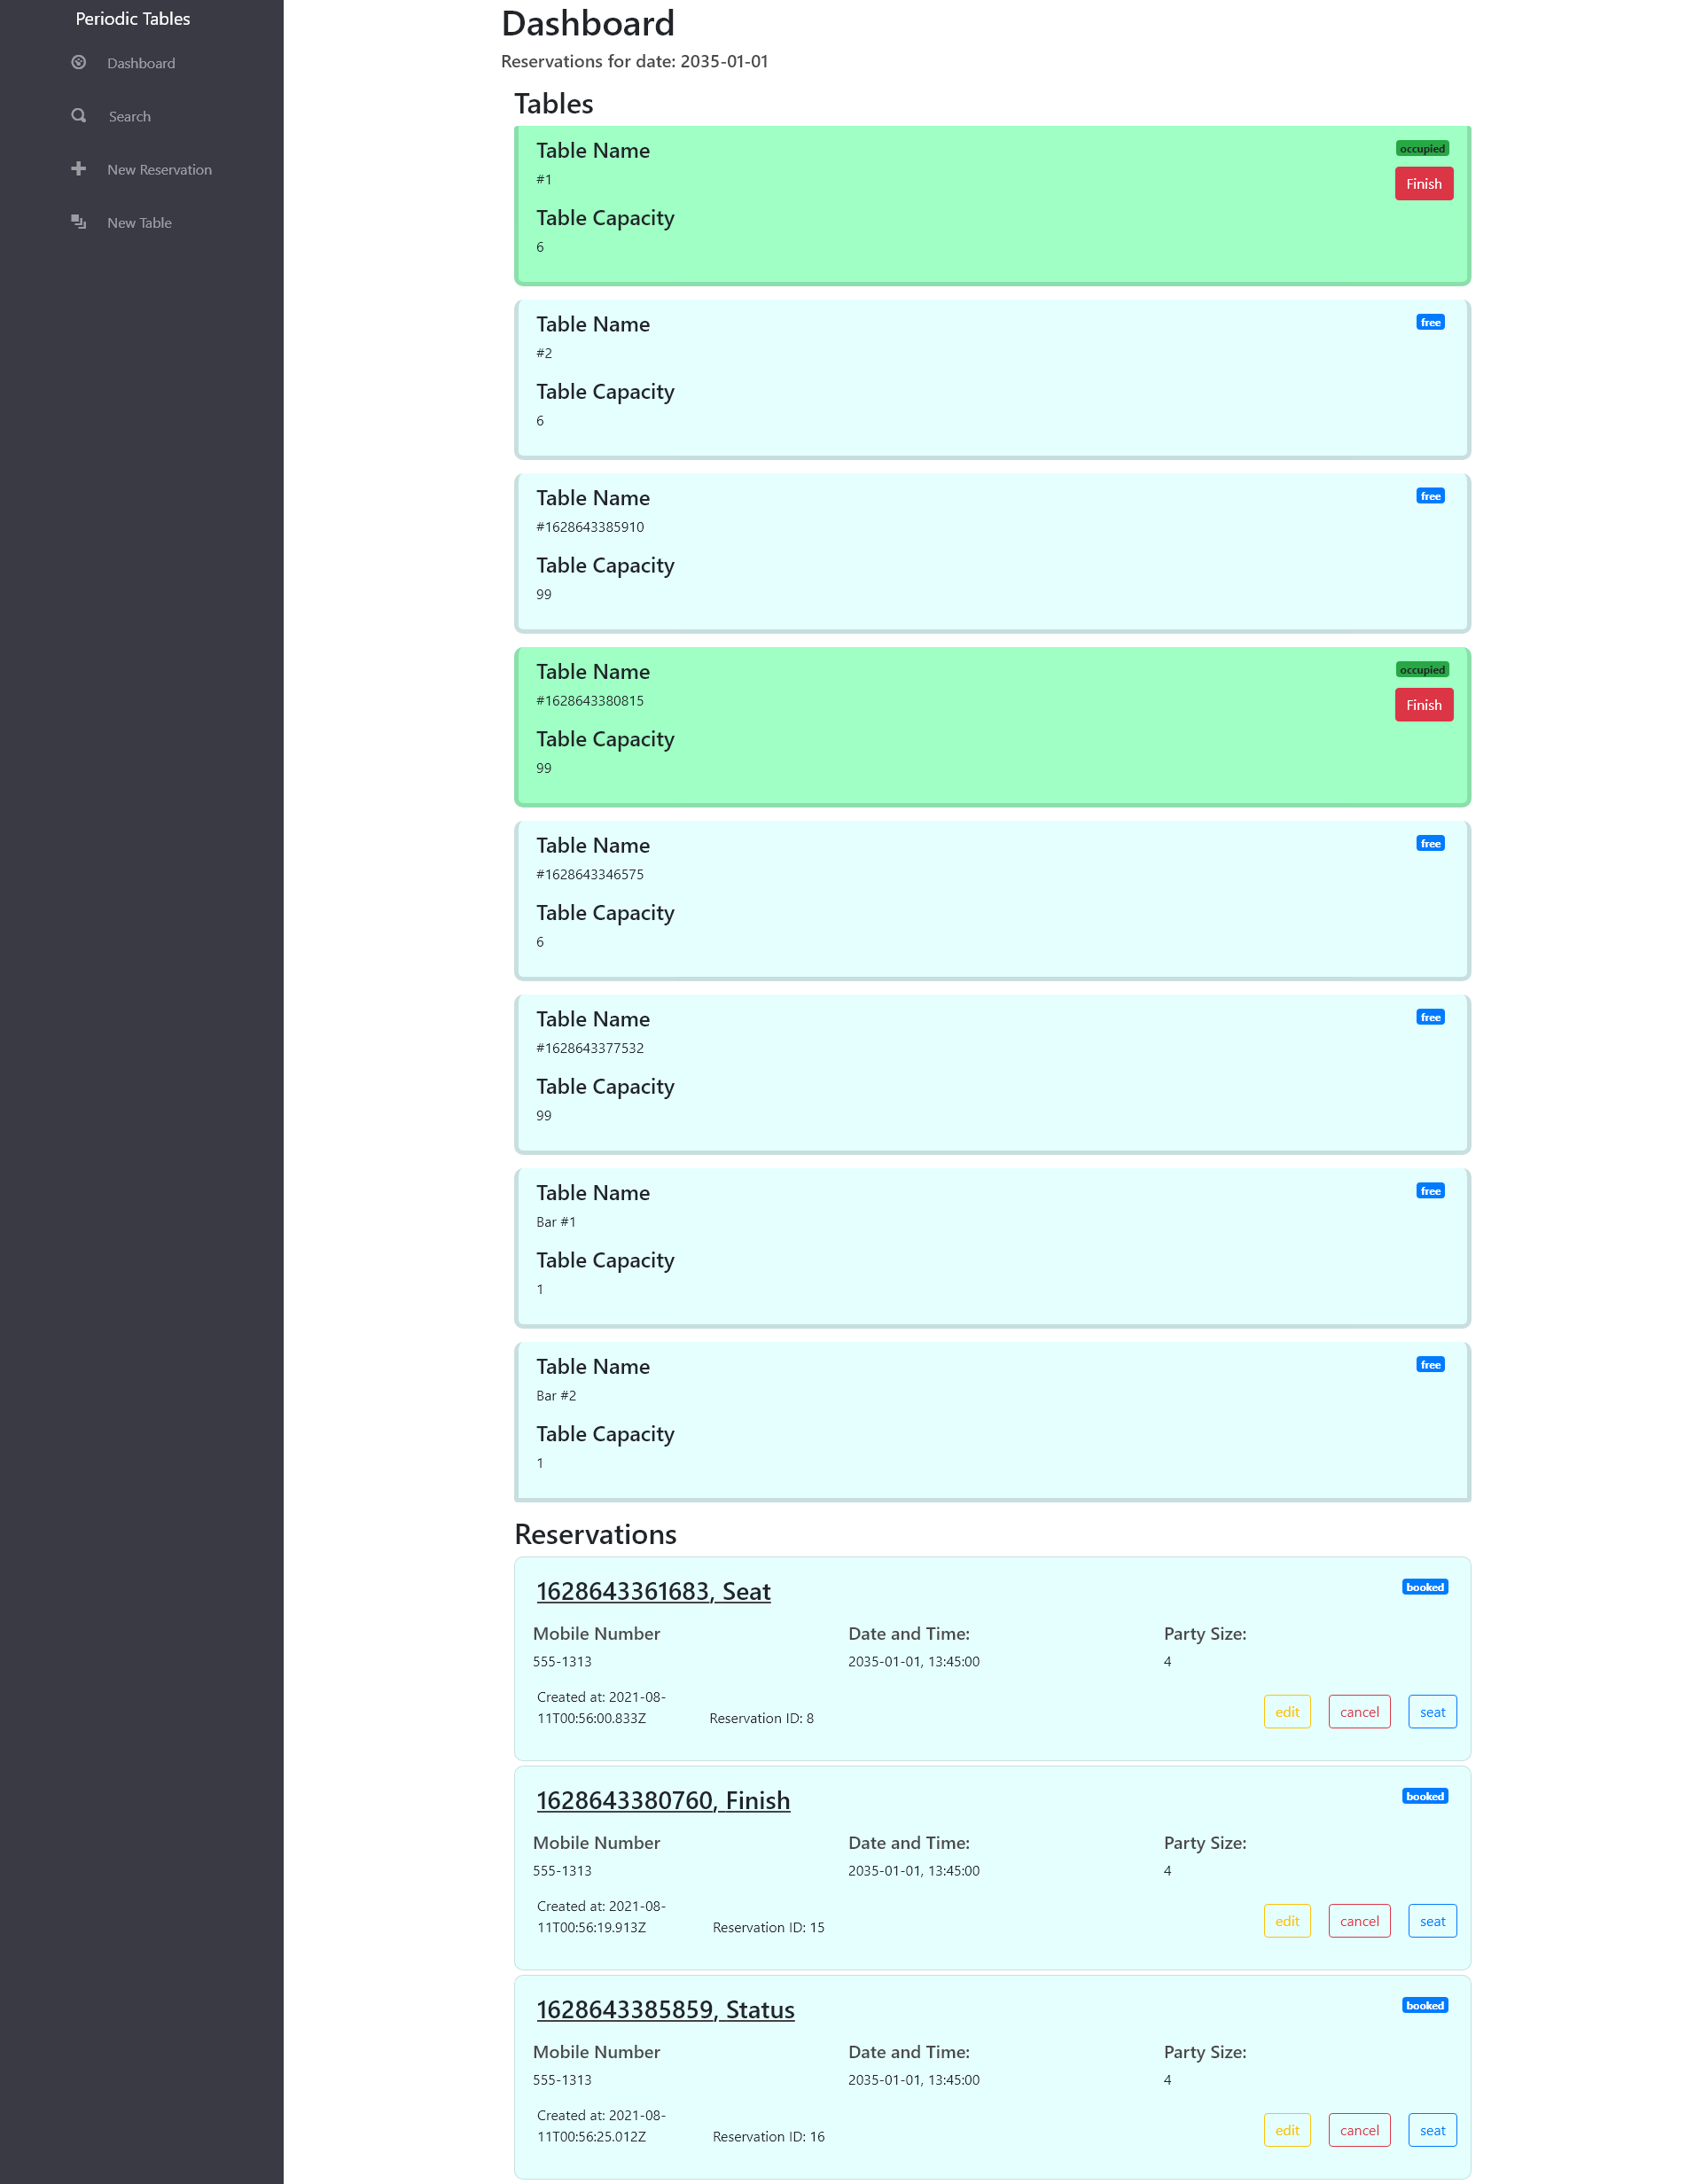 Periodic Tables
Dashboard
Search
New Reservation
New Table
Dashboard
Reservations for date: 2035-01-01
Tables
Table Name
occupied
#1
Finish
Table Capacity
6
Table Name
free
#2
Table Capacity
6
Table Name
free
#1628643385910
Table Capacity
99
Table Name
occupied
#1628643380815
Finish
Table Capacity
99
Table Name
free
#1628643346575
Table Capacity
6
Table Name
free
#1628643377532
Table Capacity
99
Table Name
free
Bar #1
Table Capacity
1
Table Name
free
Bar #2
Table Capacity
1
Reservations
1628643361683, Seat
booked
Mobile Number
Date and Time:
Party Size:
555-1313
2035-01-01, 13:45:00
4
Created at: 2021-08-
11T00:56:00.833Z
Reservation ID: 8
edit
cancel
seat
1628643380760, Finish
booked
Mobile Number
Date and Time:
Party Size:
555-1313
2035-01-01, 13:45:00
4
Created at: 2021-08-
11T00:56:19.913Z
Reservation ID: 15
edit
cancel
seat
1628643385859, Status
booked
Mobile Number
Date and Time:
Party Size:
555-1313
2035-01-01, 13:45:00
4
Created at: 2021-08-
11T00:56:25.012Z
Reservation ID: 16
edit
cancel
seat